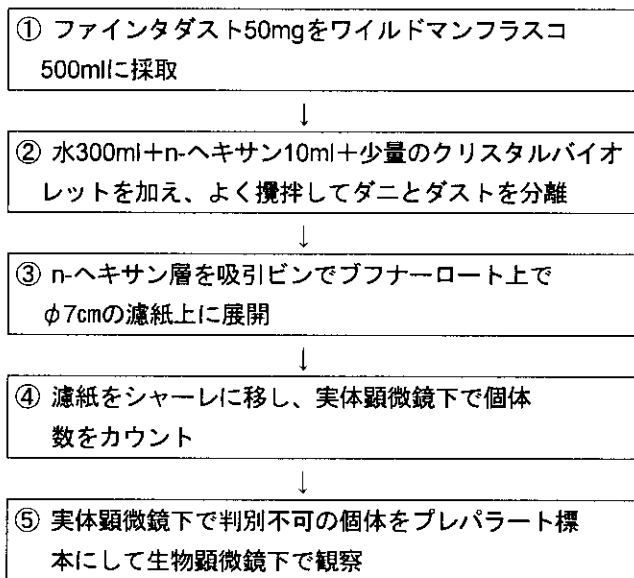 ① ファインタダスト50mgをワイルドマンフラスコ
500mlに採取
↓
② 水300ml＋n-ヘキサン10ml＋少量のクリスタルバイオ
レットを加え、よく攪拌してダニとダストを分離
↓
③ n-ヘキサン層を吸引ビンでブフナーロート上で
φ7cmの濾紙上に展開
↓
④ 濾紙をシャーレに移し、実体顕微鏡下で個体
数をカウント
↓
⑤ 実体顕微鏡下で判別不可の個体をプレパラート標
本にして生物顕微鏡下で観察